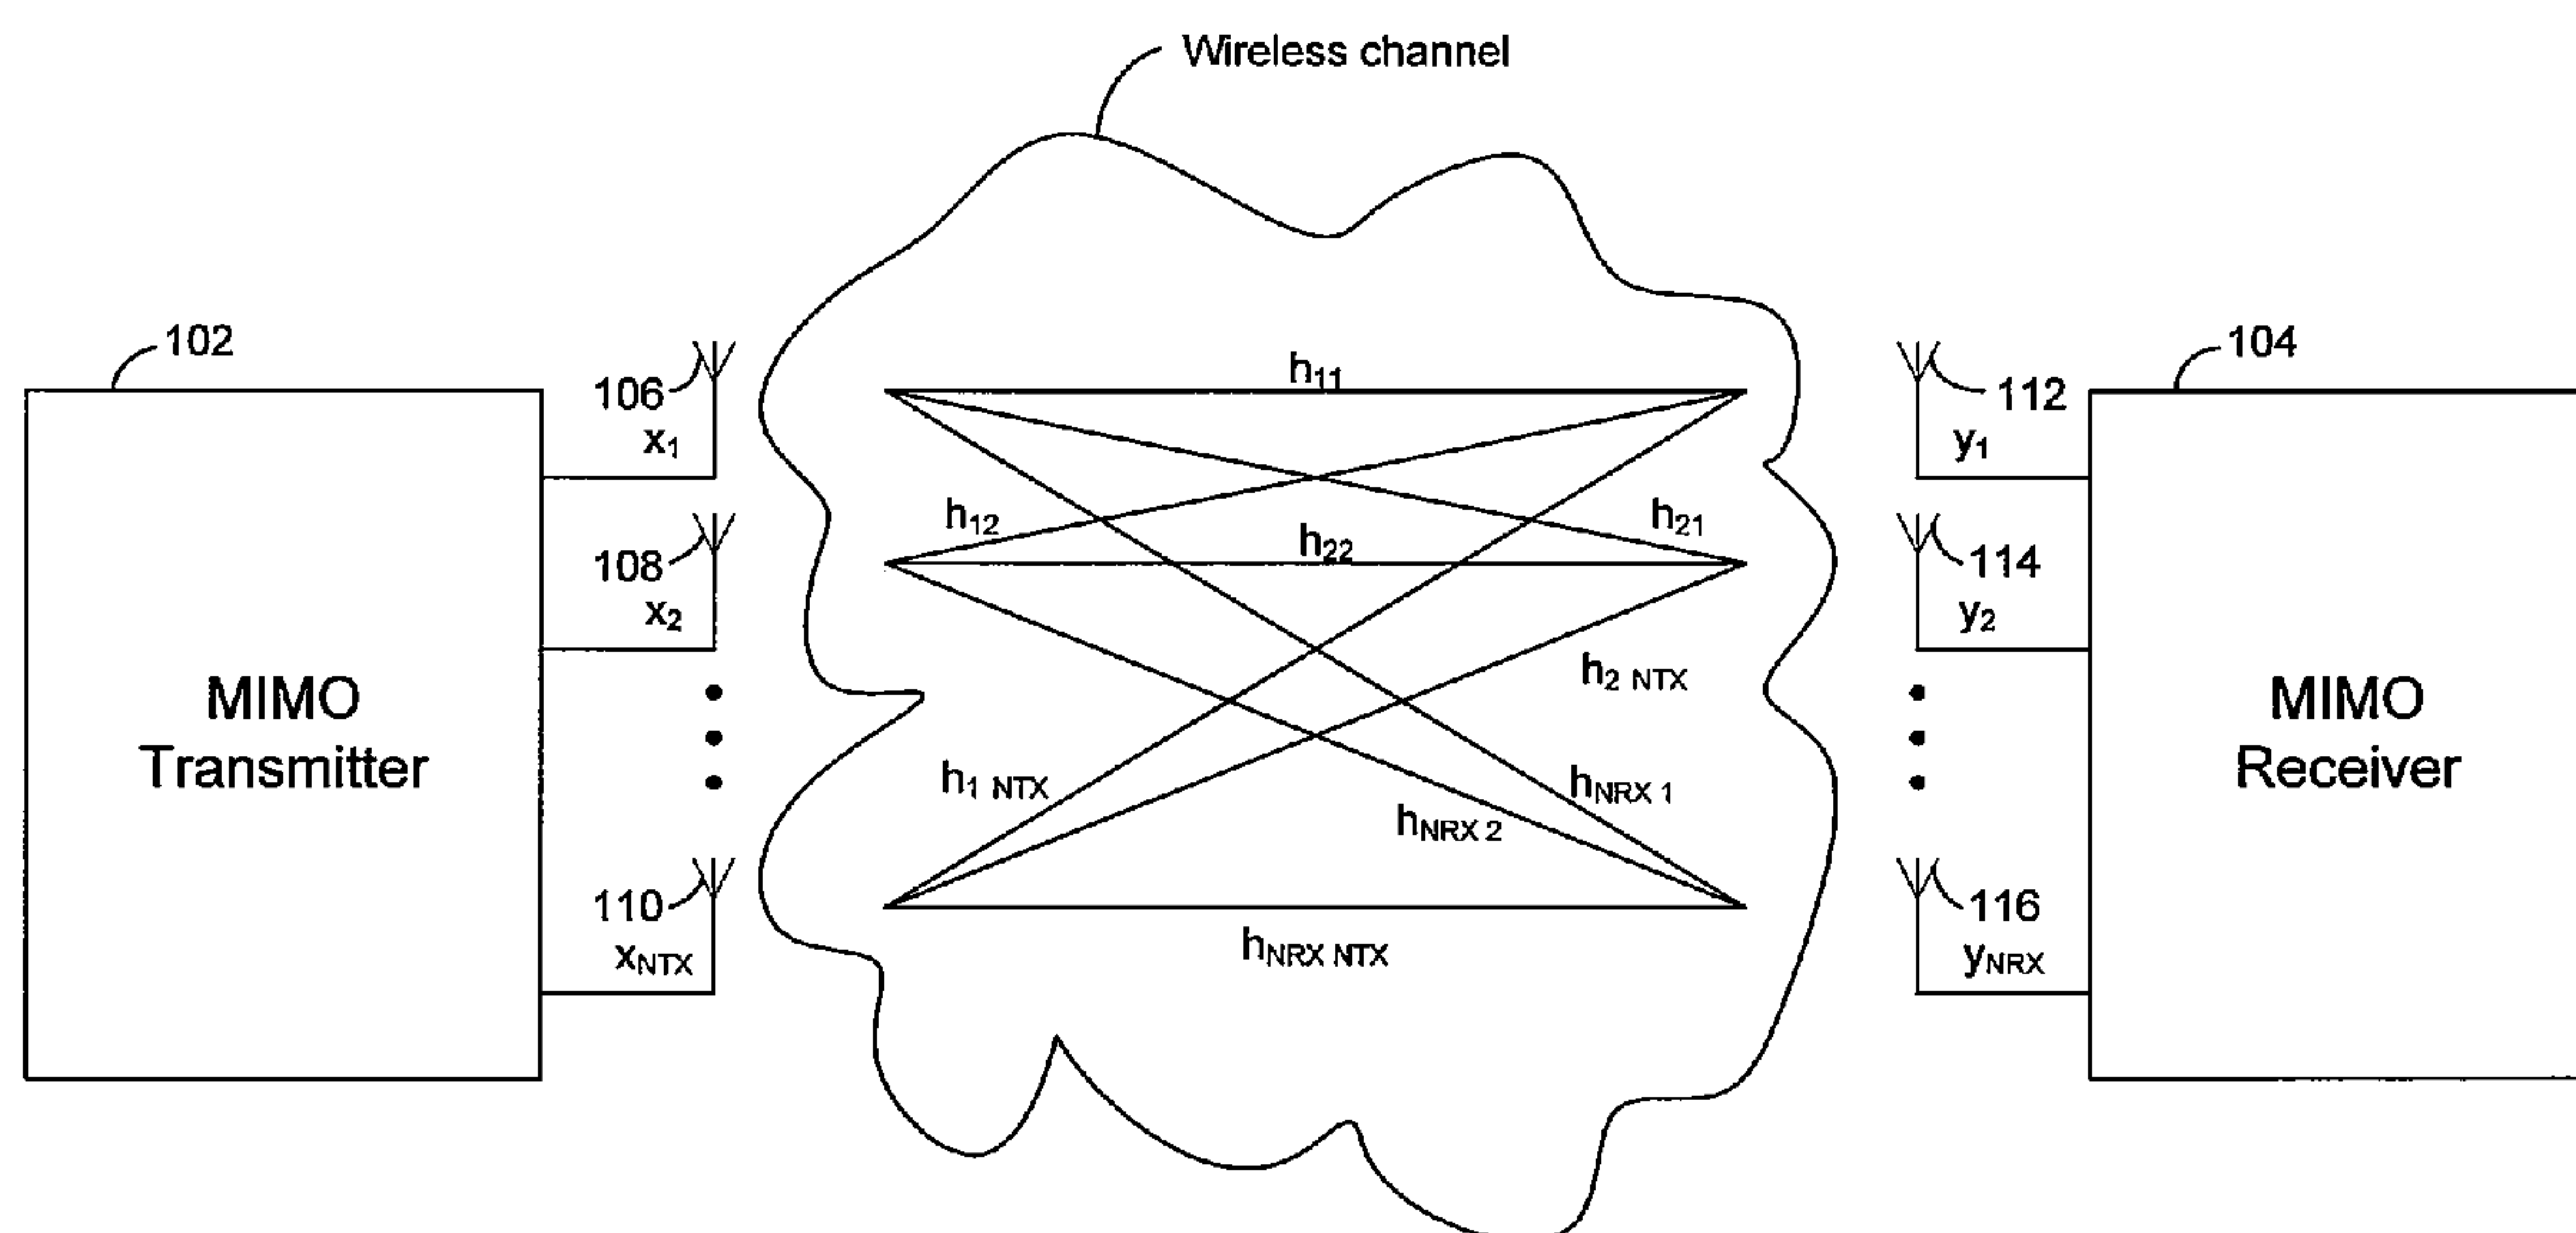 Wireless channel
102
104
106
x1
112
y1
h11
h12
h21
h22
108
x2
114
y2
MIMO
Transmitter
MIMO
Receiver
h2 NTX
h1 NTX
hNRX 1
hNRX 2
110
xNTX
116
yNRX
hNRX NTX